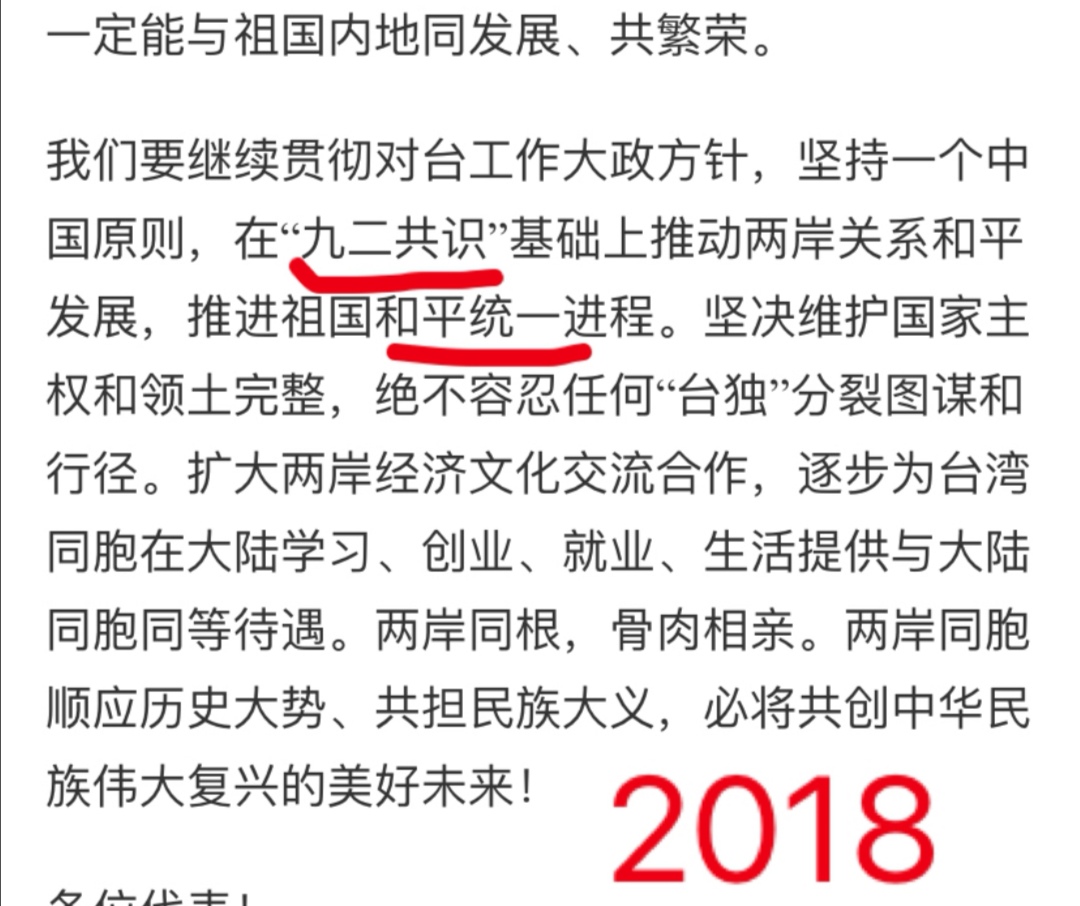 一定能与祖国内地同发展、共繁荣。
我们要继续贯彻对台工作大政方针，坚持一个中
国原则，在“九二共识”基础上推动两岸关系和平
发展，推进祖国和平统一进程。坚决维护国家主
权和领土完整，绝不容忍任何“台独”分裂图谋和
行径。扩大两岸经济文化交流合作，逐步为台湾
同胞在大陆学习、创业、就业、生活提供与大陆
同胞同等待遇。两岸同根，骨肉相亲。两岸同胞
顺应历史大势、共担民族大义，必将共创中华民
族伟大复兴的美好未来！
2018
各位代表！